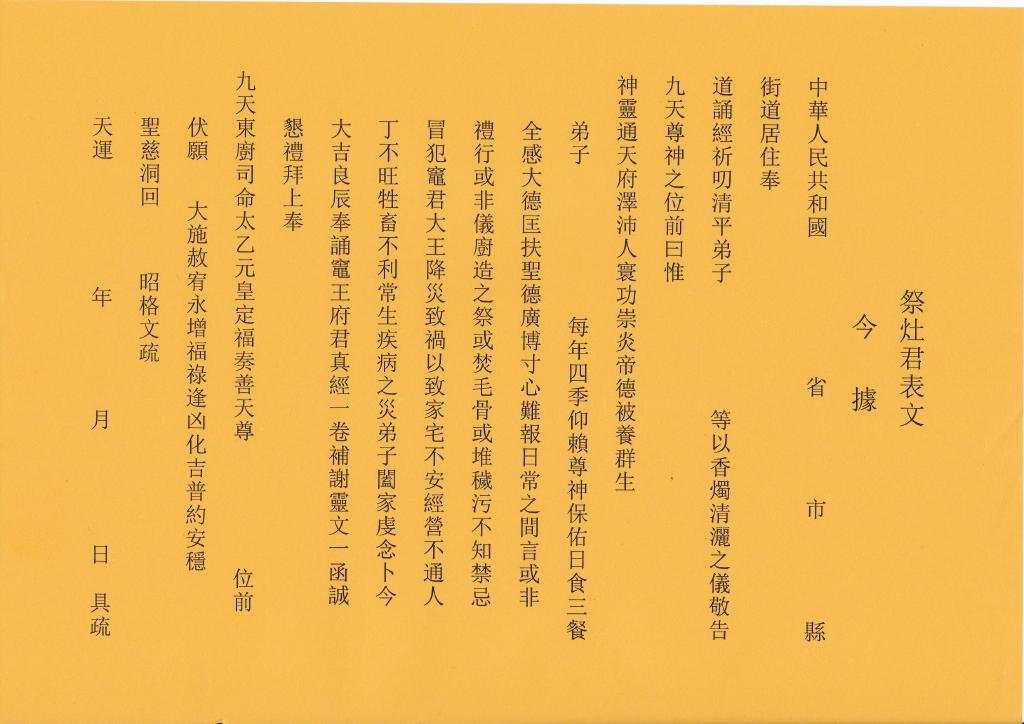 祭灶君表文
今 據
中華人民共和國 省 市 縣
街道居住奉
道誦經祈叨清平弟子 等以香燭清灑之儀敬告
九天尊神之位前曰惟
神靈通天府澤沛人寰功崇炎帝德被養群生
弟子 每年四季仰賴尊神保佑日食三餐
全感大德匡扶聖德廣博寸心難報日常之間言或非
禮行或非儀廚造之祭或焚毛骨或堆穢污不知禁忌
冒犯竈君大王降災致禍以致家宅不安經營不通人
丁不旺牲畜不利常生疾病之災弟子闔家虔念卜今
大吉良辰奉誦竈王府君真經一卷補謝靈文一函誠
懇禮拜上奉
九天東廚司命太乙元皇定福奏善天尊 位前
伏願 大施赦宥永增福祿逢凶化吉普約安穩
聖慈洞回 昭格文疏
天運 年 月 日 具疏